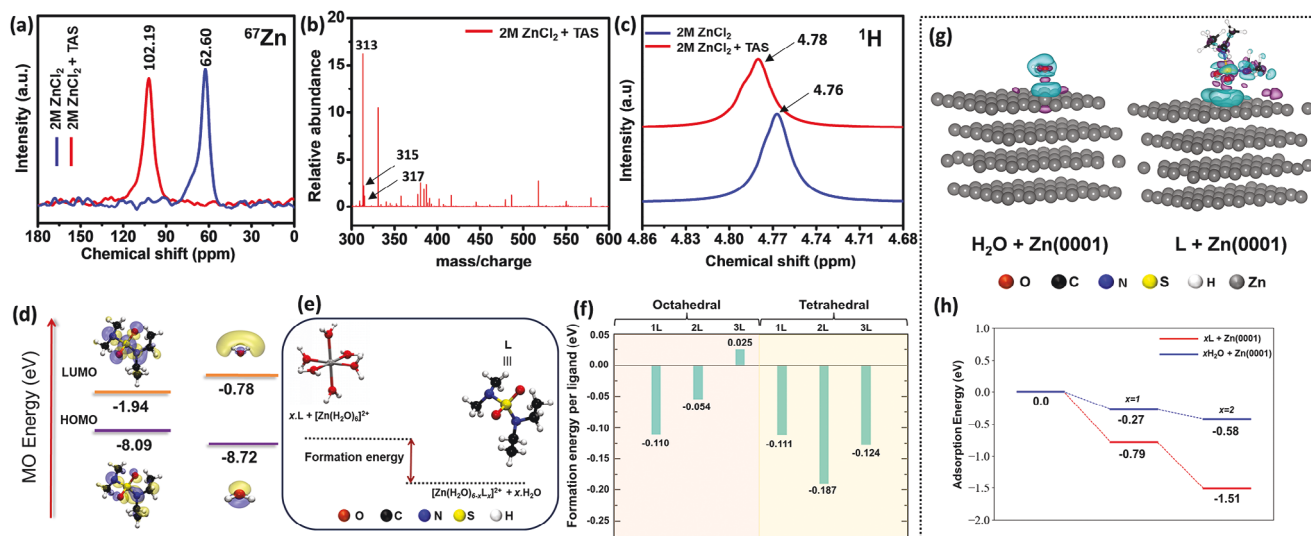 (a)
67Zn
102.19
62.60
2M ZnCl2
2M ZnCl2 + TAS
Intensity (a.u.)
180 120 60 0
Chemical shift (ppm)
(b)
2M ZnCl2 + TAS
313
315
317
Relative abundance
20
15
10
5
0
300 350 400 450 500 550 600
mass/charge
(c)
2M ZnCl2
2M ZnCl2 + TAS
1H
4.78
4.76
Intensity (a.u)
4.86 4.83 4.80 4.77 4.74 4.71 4.68
Chemical shift (ppm)
(d)
MO Energy (eV)
LUMO
-1.94
-0.78
HOMO
-8.09
-8.72
(e)
L
x.L + [Zn(H2O)6]2+
Formation energy
[Zn(H2O)6-xLx]2+ + x.H2O
O C N S H
(f)
Octahedral Tetrahedral
1L 2L 3L 1L 2L 3L
Formation energy per ligand (eV)
0.05
0.00
-0.05
-0.10
-0.15
-0.20
-0.25
-0.110
-0.054
0.025
-0.111
-0.187
-0.124
(g)
H2O + Zn(0001)
L + Zn(0001)
O C N S H Zn
(h)
xL + Zn(0001)
xH2O + Zn(0001)
Adsorption Energy (eV)
1.0
0.5
0.0
−0.5
−1.0
−1.5
−2.0
0.0
x=1
-0.27
-0.79
x=2
-0.58
-1.51